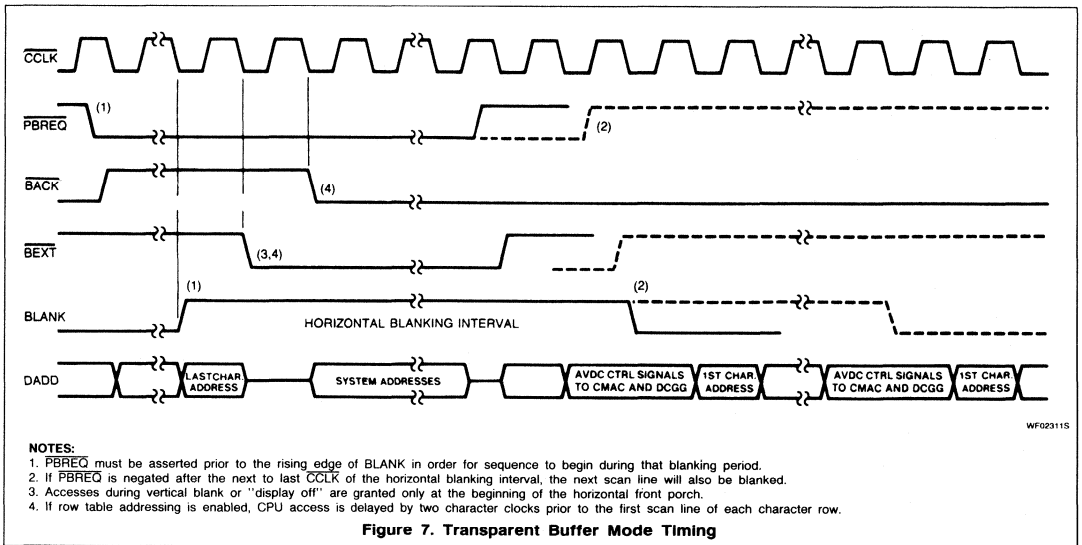 CCLK
PBREQ
(1)
(2)
BACK
(4)
BEXT
(3,4)
BLANK
(1)
(2)
HORIZONTAL BLANKING INTERVAL
DADD
LAST CHAR. ADDRESS
SYSTEM ADDRESSES
AVDC CTRL SIGNALS TO CMAC AND DCGG
1ST CHAR. ADDRESS
AVDC CTRL SIGNALS TO CMAC AND DCGG
1ST CHAR. ADDRESS
WF02311S
NOTES:
1. PBREQ must be asserted prior to the rising edge of BLANK in order for sequence to begin during that blanking period.
2. If PBREQ is negated after the next to last CCLK of the horizontal blanking interval, the next scan line will also be blanked.
3. Accesses during vertical blank or "display off" are granted only at the beginning of the horizontal front porch.
4. If row table addressing is enabled, CPU access is delayed by two character clocks prior to the first scan line of each character row.
Figure 7. Transparent Buffer Mode Timing